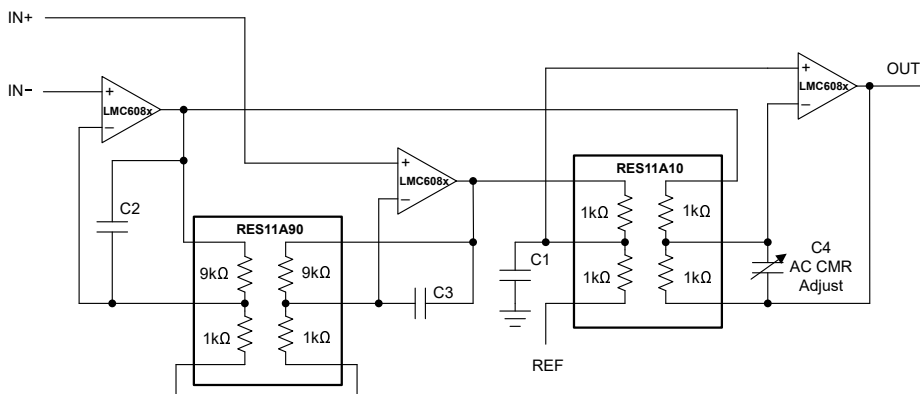 IN+
IN−
LMC608x
+
−
C2
RES11A90
9kΩ
9kΩ
1kΩ
1kΩ
LMC608x
+
−
C3
RES11A10
1kΩ
1kΩ
1kΩ
1kΩ
C1
REF
LMC608x
+
−
OUT
C4
AC CMR
Adjust